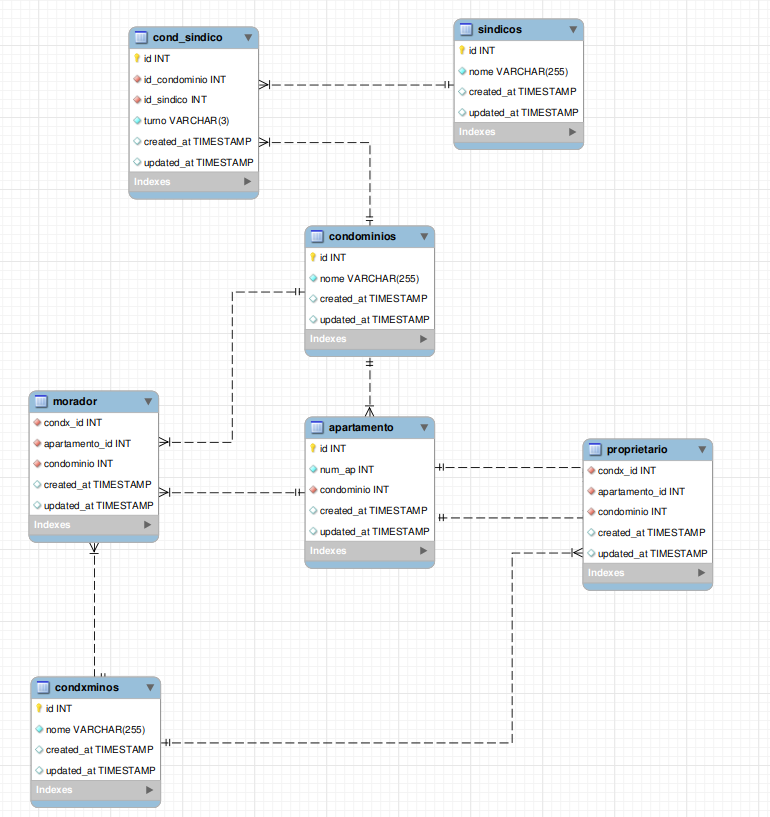 cond_sindico
id INT
id_condominio INT
id_sindico INT
turno VARCHAR(3)
created_at TIMESTAMP
updated_at TIMESTAMP
Indexes
sindicos
id INT
nome VARCHAR(255)
created_at TIMESTAMP
updated_at TIMESTAMP
Indexes
condominios
id INT
nome VARCHAR(255)
created_at TIMESTAMP
updated_at TIMESTAMP
Indexes
morador
condx_id INT
apartamento_id INT
condominio INT
created_at TIMESTAMP
updated_at TIMESTAMP
Indexes
apartamento
id INT
num_ap INT
condominio INT
created_at TIMESTAMP
updated_at TIMESTAMP
Indexes
proprietario
condx_id INT
apartamento_id INT
condominio INT
created_at TIMESTAMP
updated_at TIMESTAMP
Indexes
condxminos
id INT
nome VARCHAR(255)
created_at TIMESTAMP
updated_at TIMESTAMP
Indexes